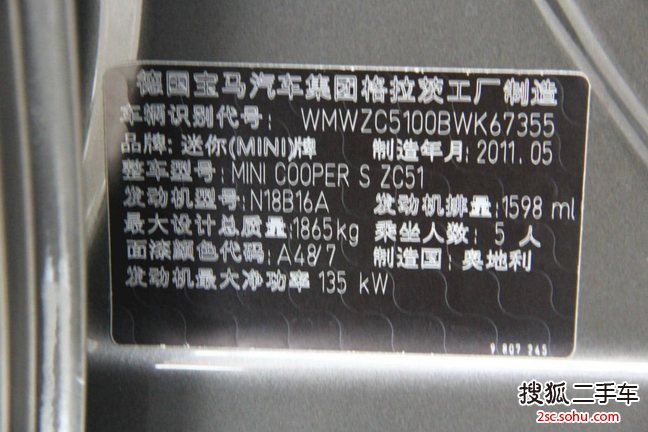 德国宝马汽车集团格拉茨工厂 制造
车辆识别代号: WMWZC5100BWK67355
品牌: 迷你(MINI)牌 制造年月: 2011.05
整车型号: MINI COOPER S ZC51
发动机型号: N18B16A 发动机排量: 1598 ml
最大设计总质量: 1865kg 乘坐人数: 5 人
面漆颜色代码: A48/7 制造国: 奥地利
发动机最大净功率 135 kW
9 807 245
搜狐二手车
2sc.sohu.com